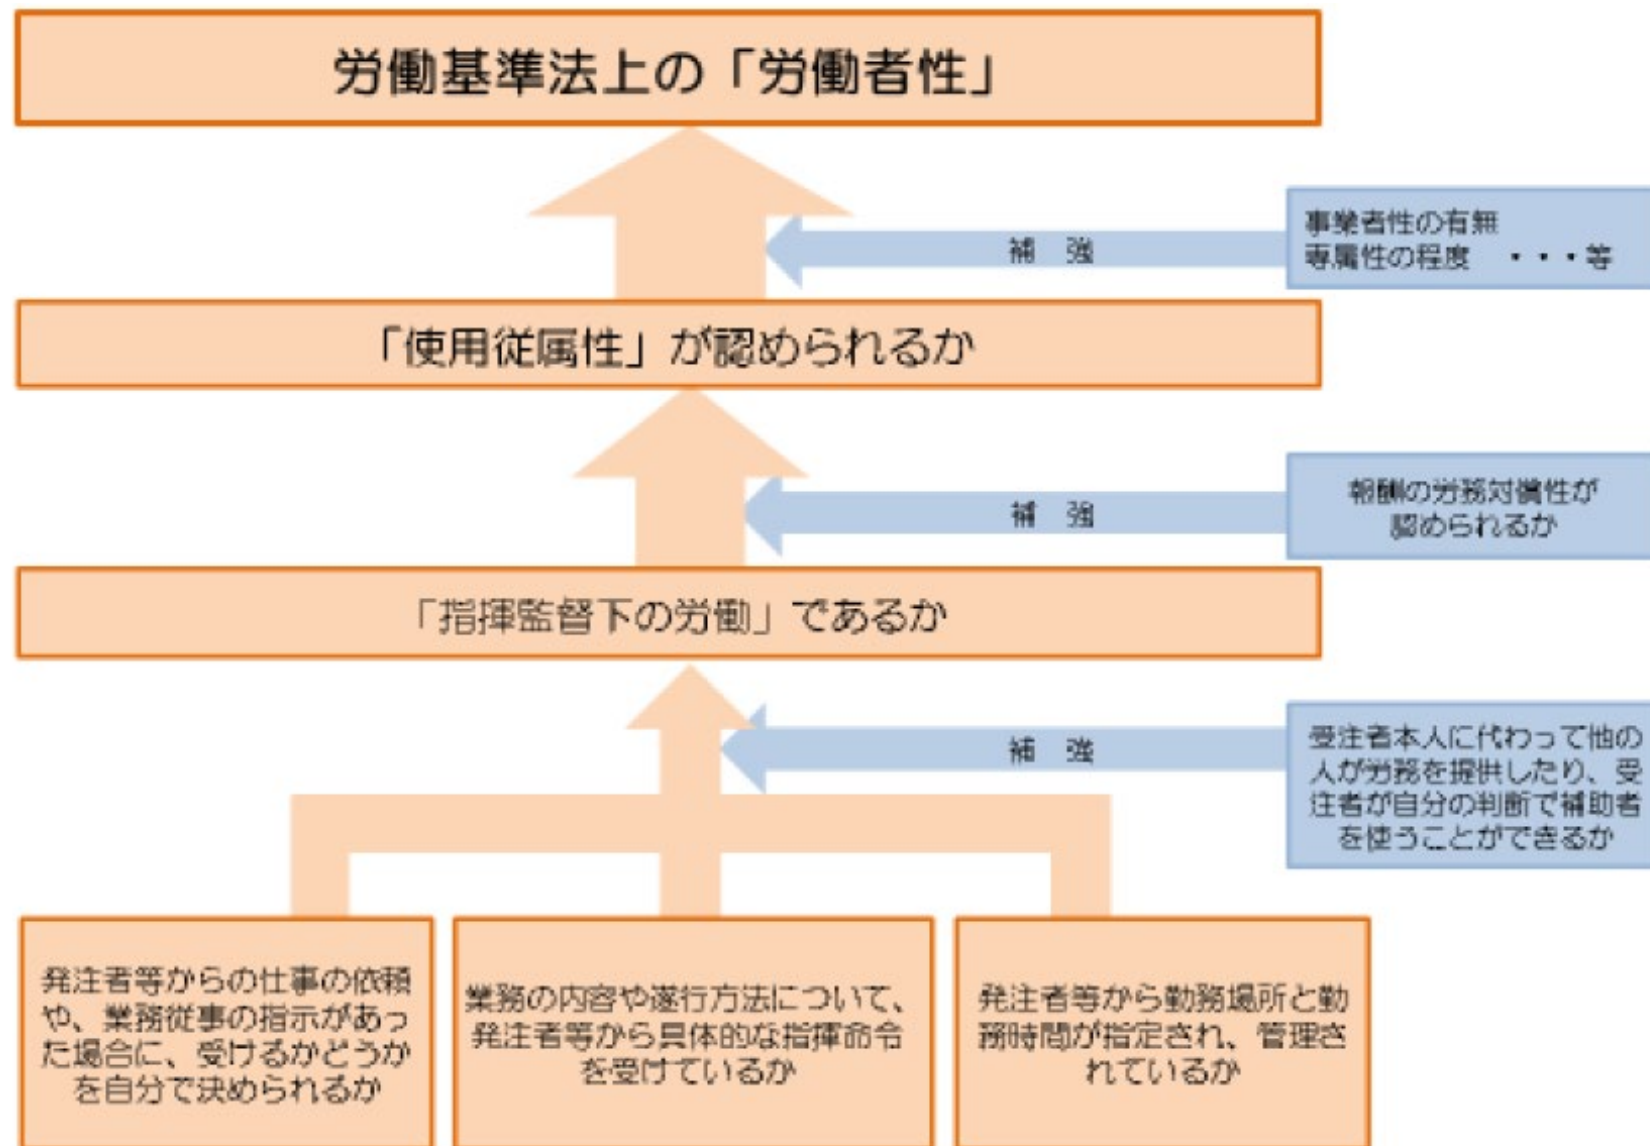 労働基準法上の「労働者性」
補 強
事業者性の有無
専属性の程度 ・・・等
「使用従属性」が認められるか
補 強
報酬の労務対償性が
認められるか
「指揮監督下の労働」であるか
補 強
受注者本人に代わって他の
人が労務を提供したり、受
注者が自分の判断で補助者
を使うことができるか
発注者等からの仕事の依頼
や、業務従事の指示があっ
た場合に、受けるかどうか
を自分で決められるか
業務の内容や遂行方法について、
発注者等から具体的な指揮命令
を受けているか
発注者等から勤務場所と勤
務時間が指定され、管理さ
れているか